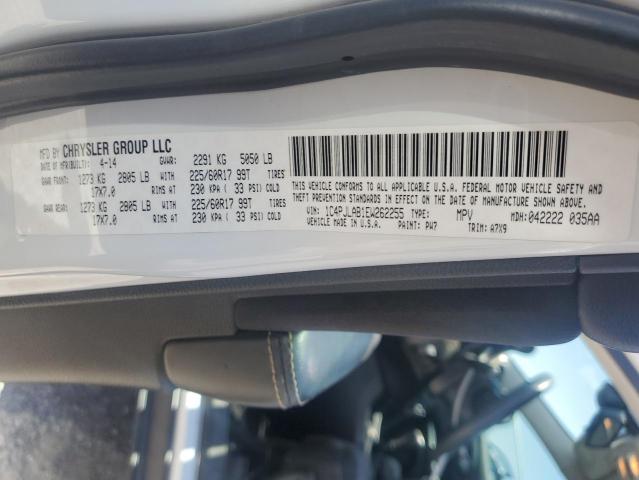 MFD BY CHRYSLER GROUP LLC
DATE OF MFR(BUILT): 4-14 GVWR: 2291 KG 5050 LB
GAWR FRONT: 1273 KG 2805 LB WITH 225/60R17 99T TIRES
17X7.0 RIMS AT 230 KPA ( 33 PSI) COLD
GAWR REAR: 1273 KG 2805 LB WITH 225/60R17 99T TIRES
17X7.0 RIMS AT 230 KPA ( 33 PSI) COLD
THIS VEHICLE CONFORMS TO ALL APPLICABLE U.S.A. FEDERAL MOTOR VEHICLE SAFETY AND
THEFT PREVENTION STANDARDS IN EFFECT ON THE DATE OF MANUFACTURE SHOWN ABOVE.
VIN: 1C4PJLAB1EW262255 TYPE: MPV MDH: 042222 035AA
VEHICLE MADE IN U.S.A. PAINT: PW7 TRIM: A7X9